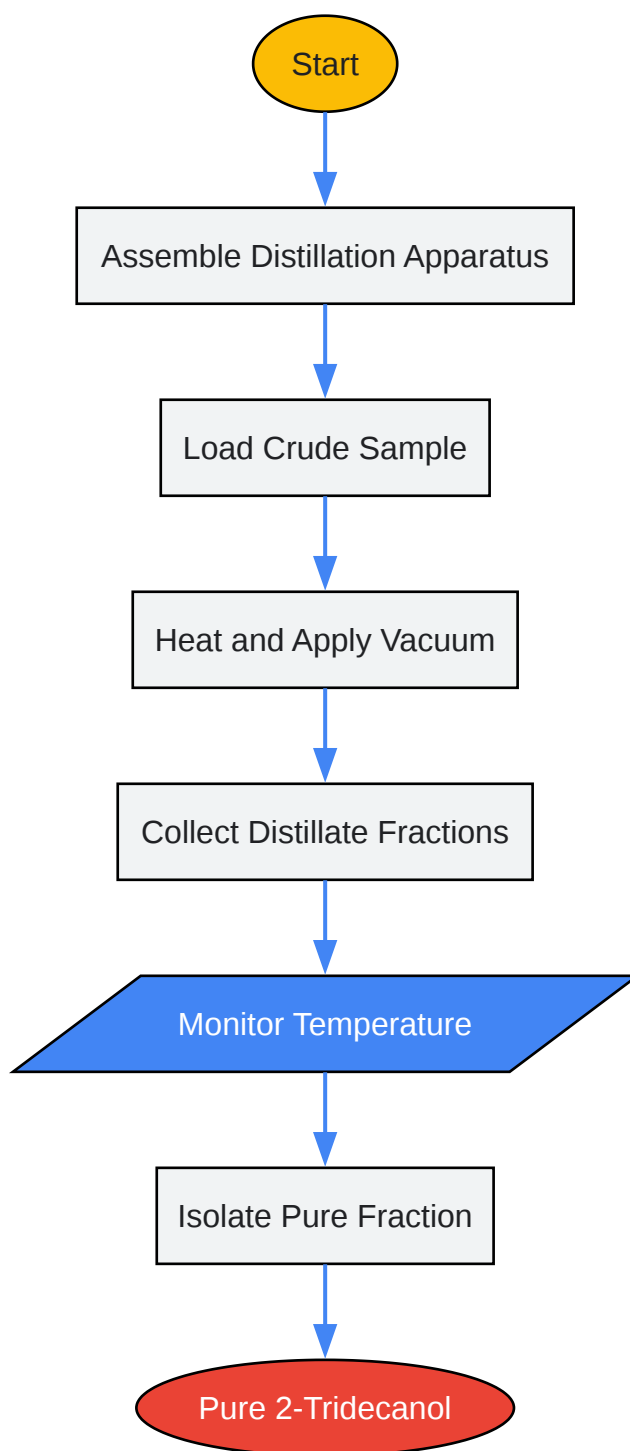 Start
Assemble Distillation Apparatus
Load Crude Sample
Heat and Apply Vacuum
Collect Distillate Fractions
Monitor Temperature
Isolate Pure Fraction
Pure 2-Tridecanol